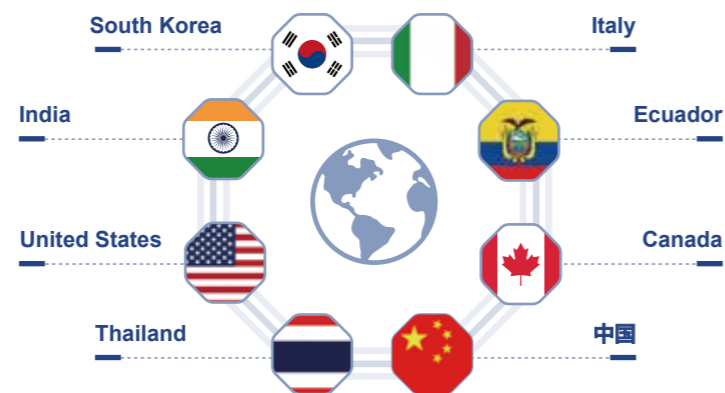 South Korea
Italy
India
Ecuador
United States
Canada
Thailand
中国